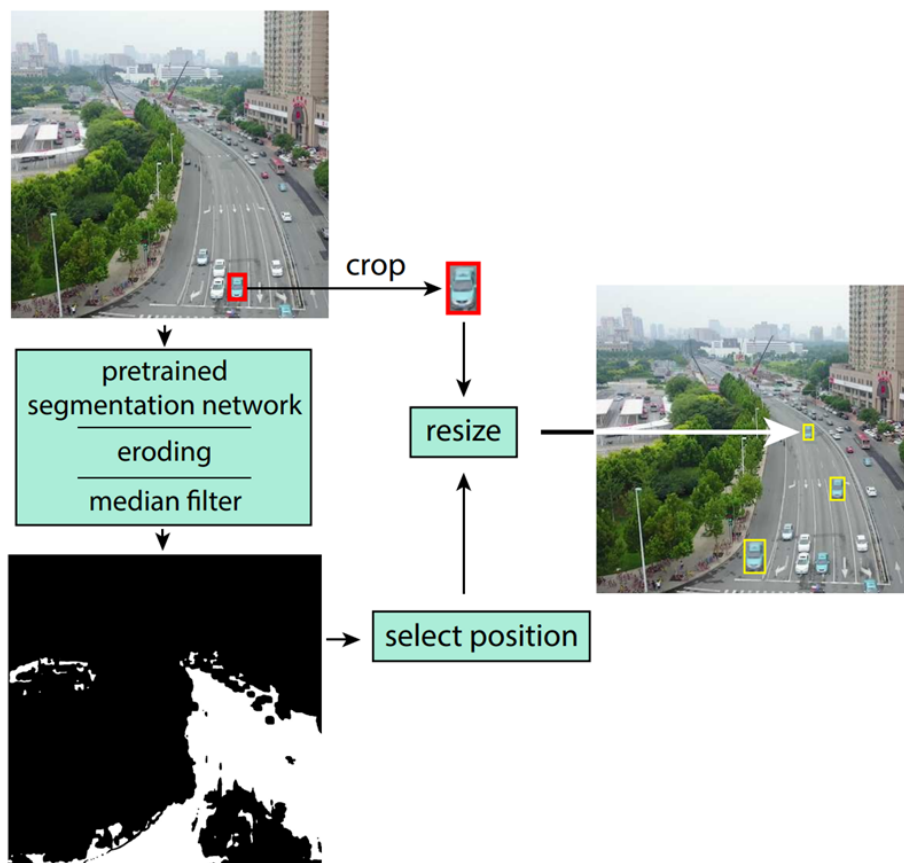 crop
pretrained
segmentation network
eroding
median filter
resize
select position